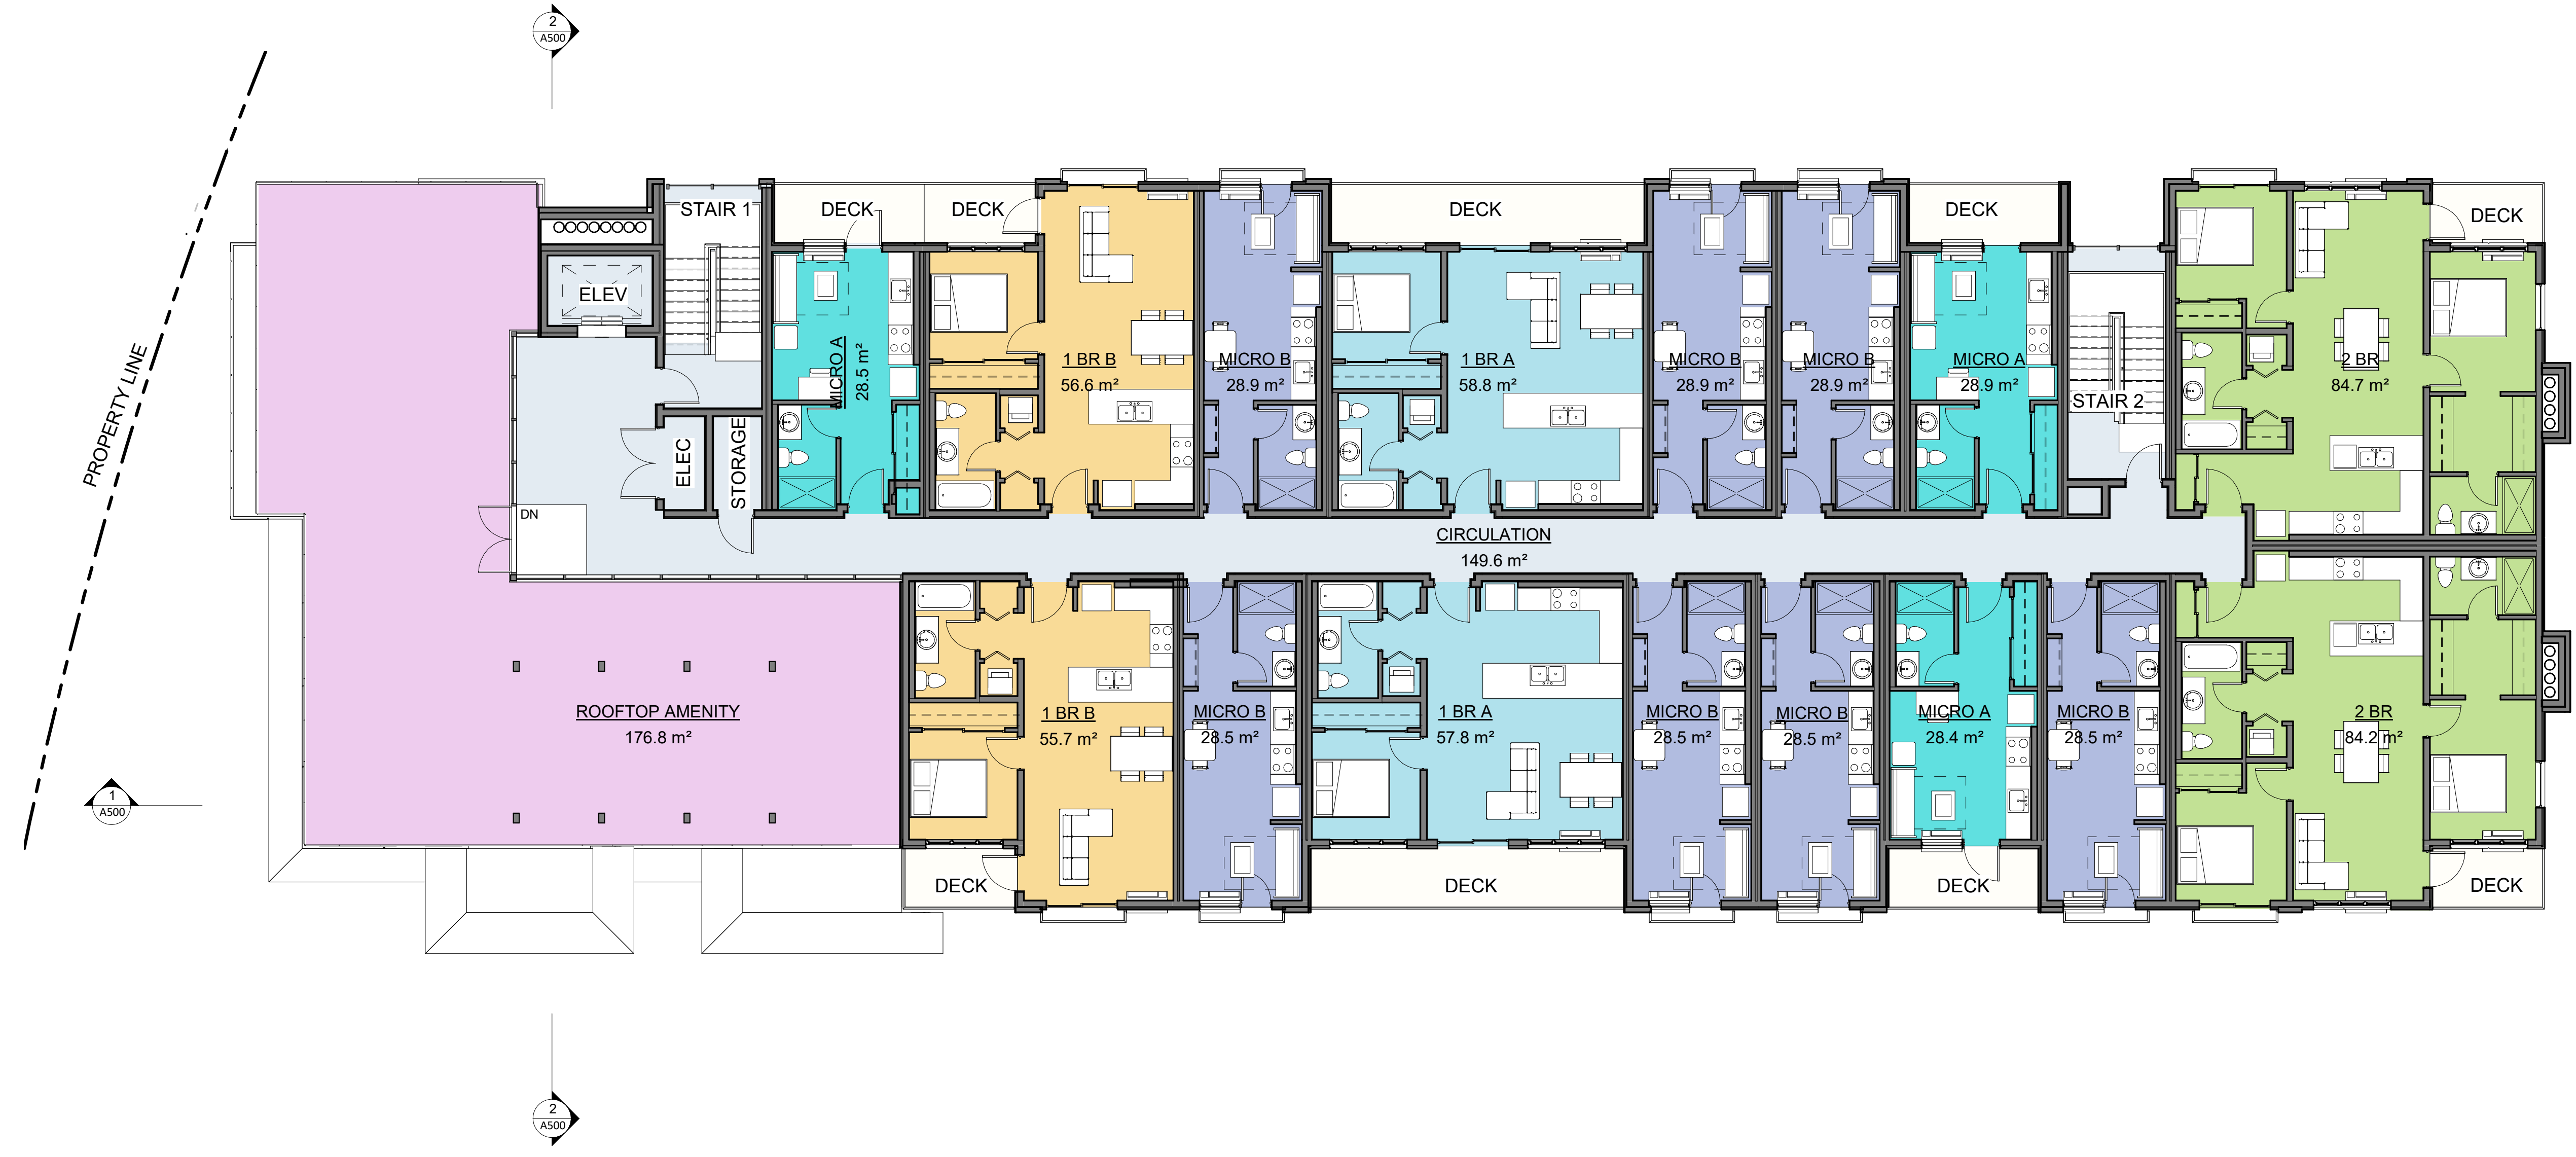 2
A500
STAIR 1
DECK
DECK
DECK
DECK
DECK
ELEV
MICRO A
28.5 m²
1 BR B
56.6 m²
MICRO B
28.9 m²
1 BR A
58.8 m²
MICRO B
28.9 m²
MICRO B
28.9 m²
MICRO A
28.9 m²
STAIR 2
2 BR
84.7 m²
PROPERTY LINE
ELEC
STORAGE
DN
CIRCULATION
149.6 m²
ROOFTOP AMENITY
176.8 m²
1 BR B
55.7 m²
MICRO B
28.5 m²
1 BR A
57.8 m²
MICRO B
28.5 m²
MICRO B
28.5 m²
MICRO A
28.4 m²
MICRO B
28.5 m²
2 BR
84.2 m²
1
A500
DECK
DECK
DECK
DECK
2
A500